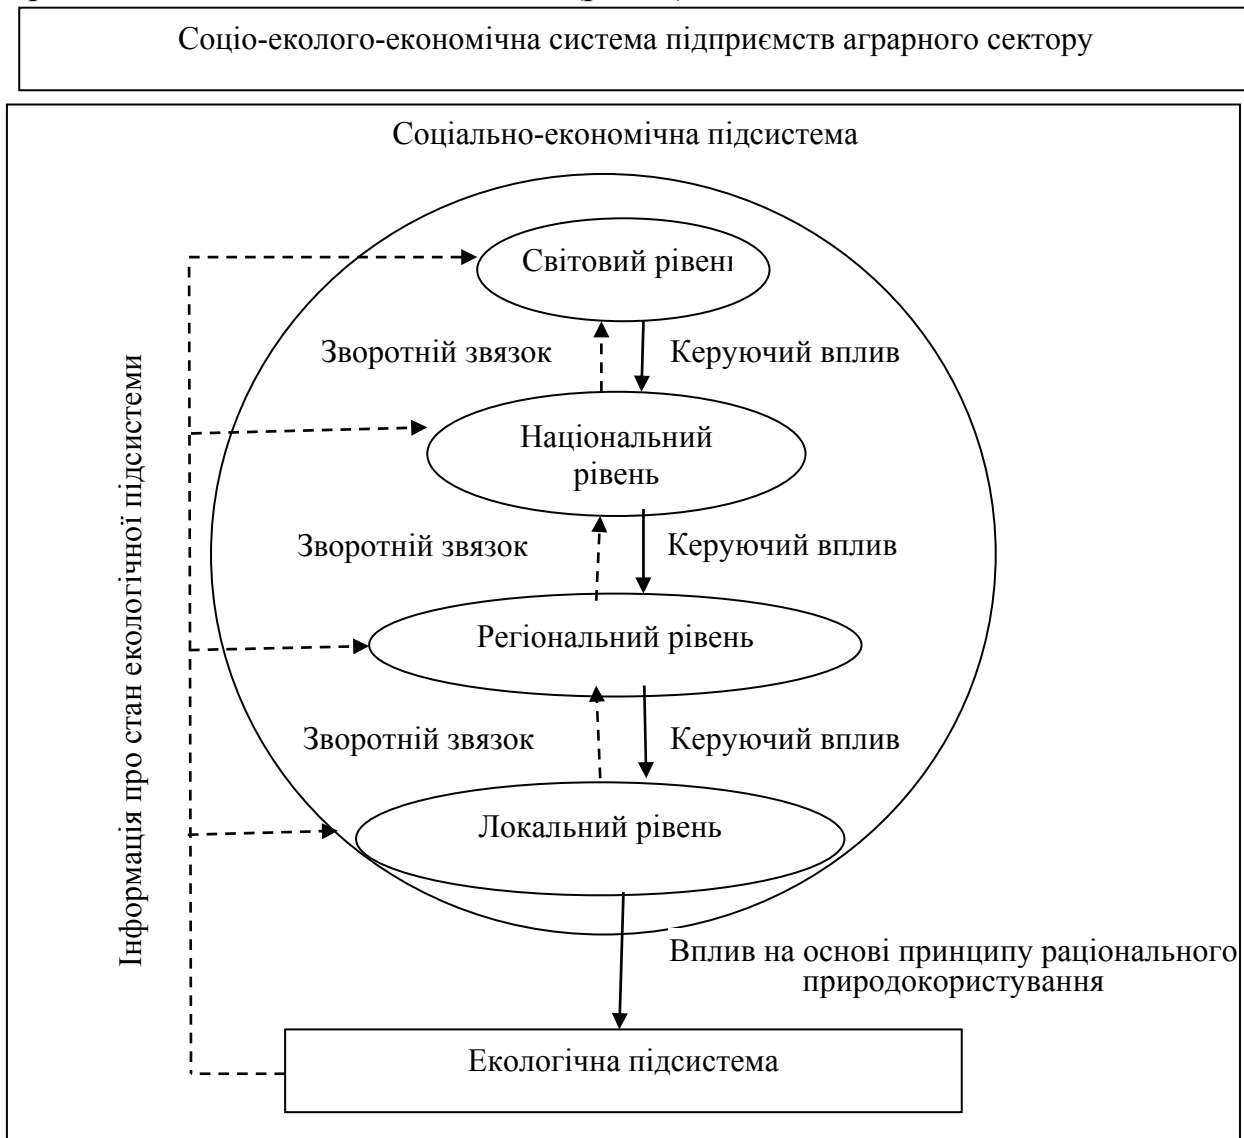 Соціо-еколого-економічна система підприємств аграрного сектору
Соціально-економічна підсистема
Світовий рівень
Зворотній звязок
Керуючий вплив
Національний
рівень
Зворотній звязок
Керуючий вплив
Регіональний рівень
Зворотній звязок
Керуючий вплив
Локальний рівень
Інформація про стан екологічної підсистеми
Вплив на основі принципу раціонального
природокористування
Екологічна підсистема